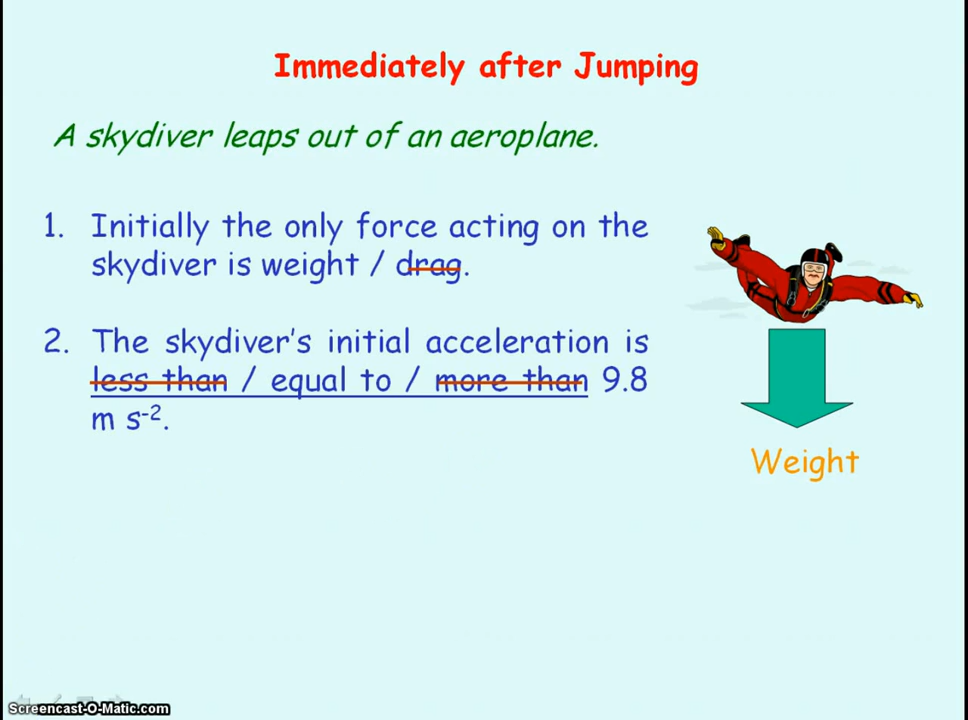 Immediately after Jumping
A skydiver leaps out of an aeroplane.
1. Initially the only force acting on the
skydiver is weight / drag.
2. The skydiver's initial acceleration is
less than / equal to / more than 9.8
m s⁻².
Weight
Screencast-O-Matic.com